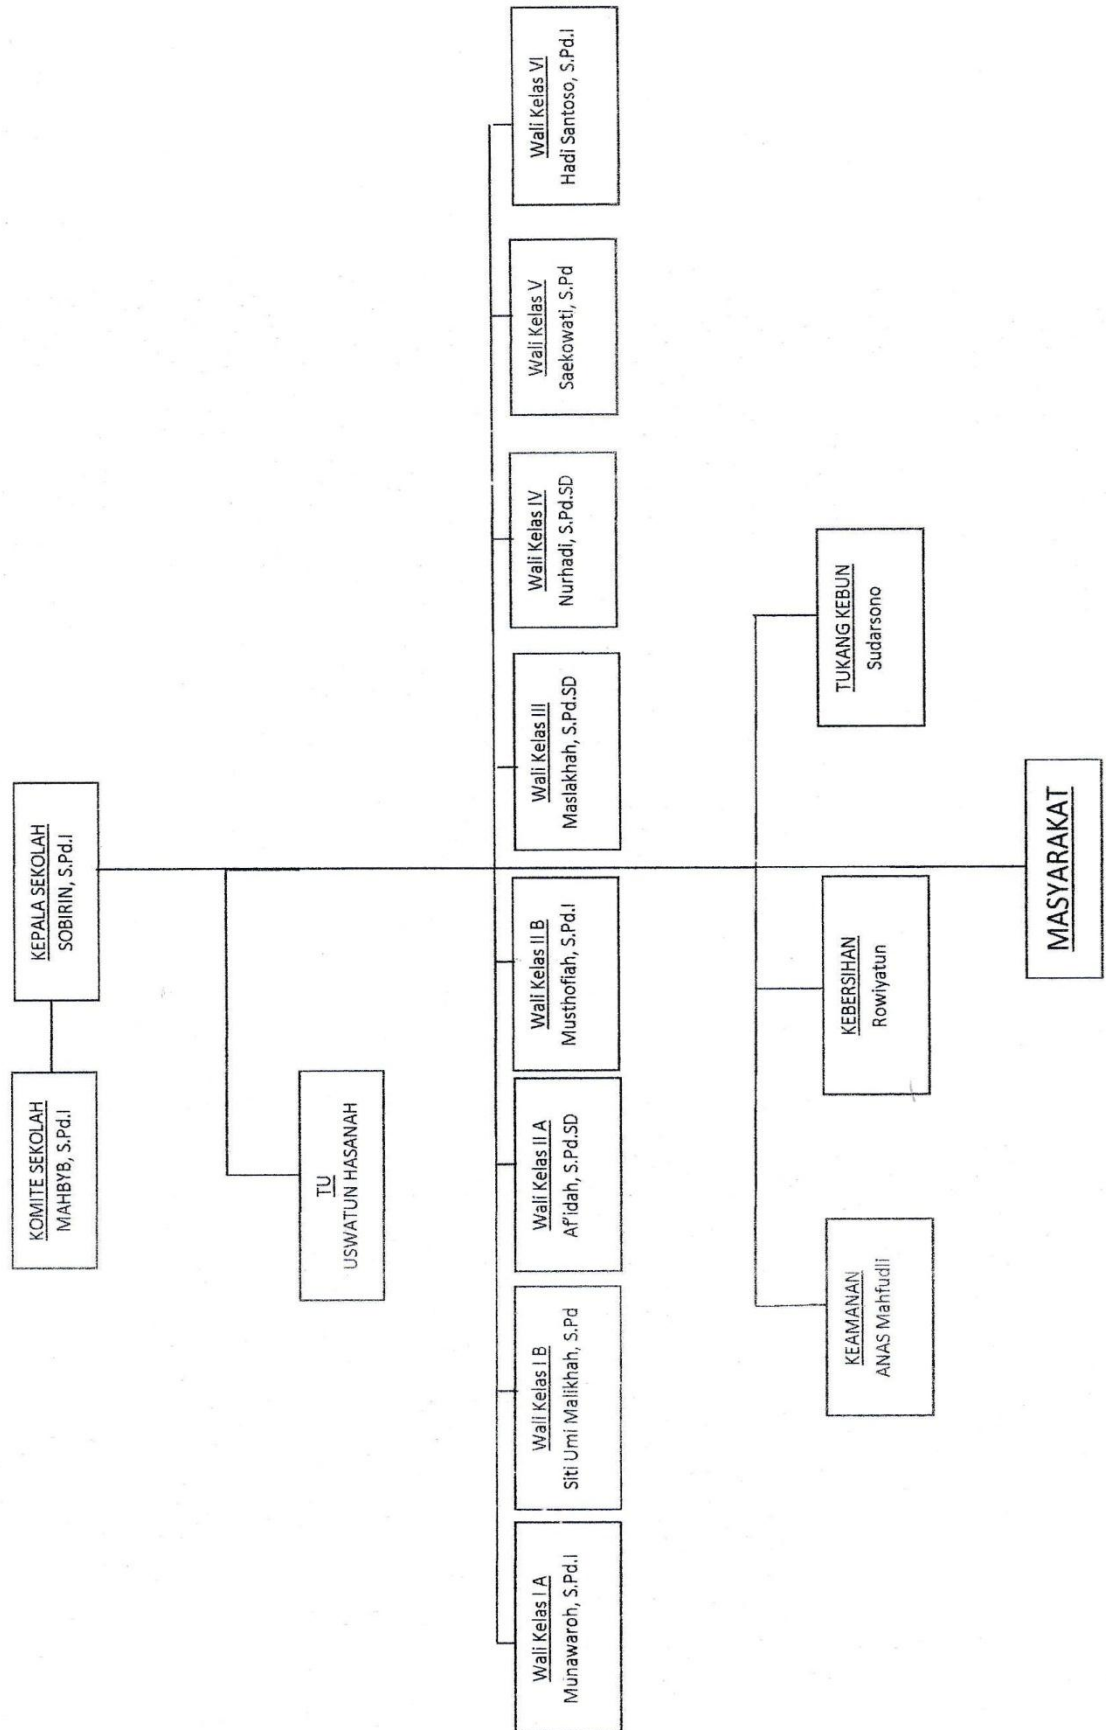 KOMITE SEKOLAH
MAHBYB, S.Pd.I
KEPALA SEKOLAH
SOBIRIN, S.Pd.I
TU
USWATUN HASANAH
Wali Kelas I A
Munawaroh, S.Pd.I
Wali Kelas I B
Siti Umi Malikhah, S.Pd
Wali Kelas II A
Af'idah, S.Pd.SD
Wali Kelas II B
Musthofiah, S.Pd.I
Wali Kelas III
Maslakhah, S.Pd.SD
Wali Kelas IV
Nurhadi, S.Pd.SD
Wali Kelas V
Saekowati, S.Pd
Wali Kelas VI
Hadi Santoso, S.Pd.I
KEAMANAN
ANAS Mahfudli
KEBERSIHAN
Rowiyatun
TUKANG KEBUN
Sudarsono
MASYARAKAT